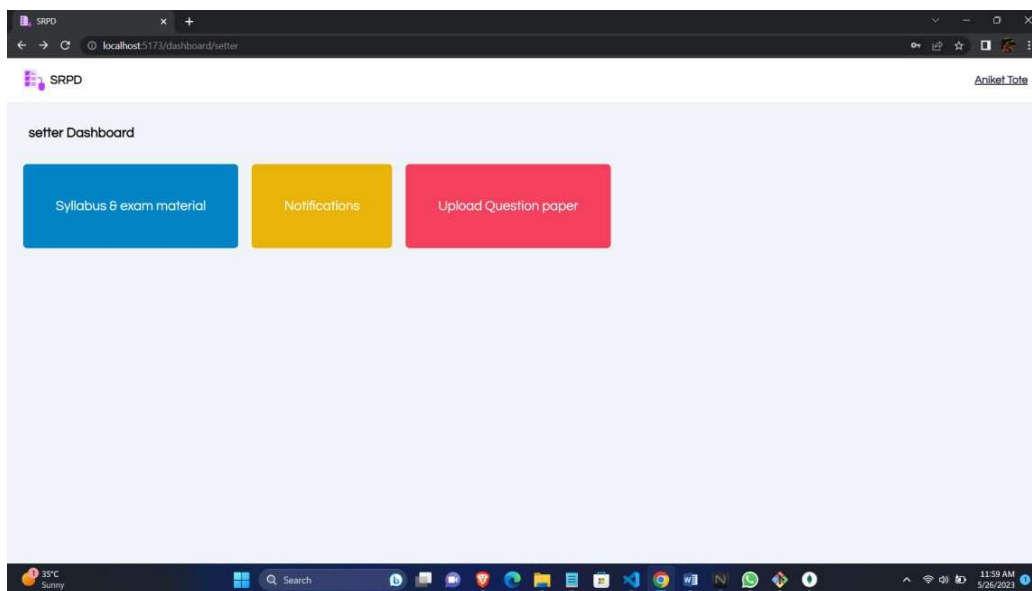 SRPD
localhost:5173/dashboard/setter
SRPD
Aniket Tote
setter Dashboard
Syllabus & exam material
Notifications
Upload Question paper
1
35°C
Sunny
Search
11:59 AM
5/26/2023